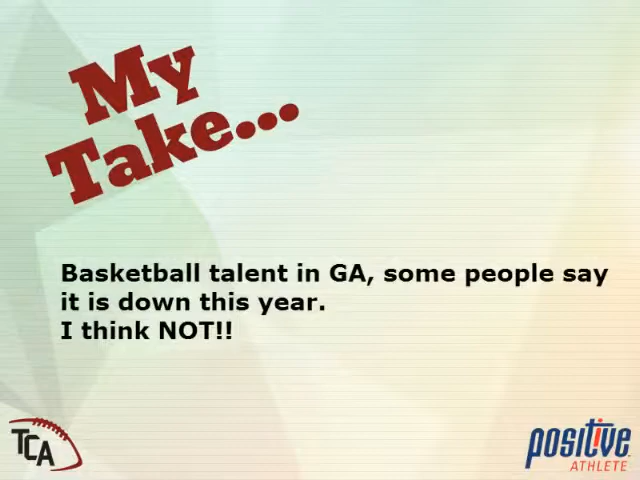 My
Take...
Basketball talent in GA, some people say
it is down this year.
I think NOT!!
TCA
positive
ATHLETE